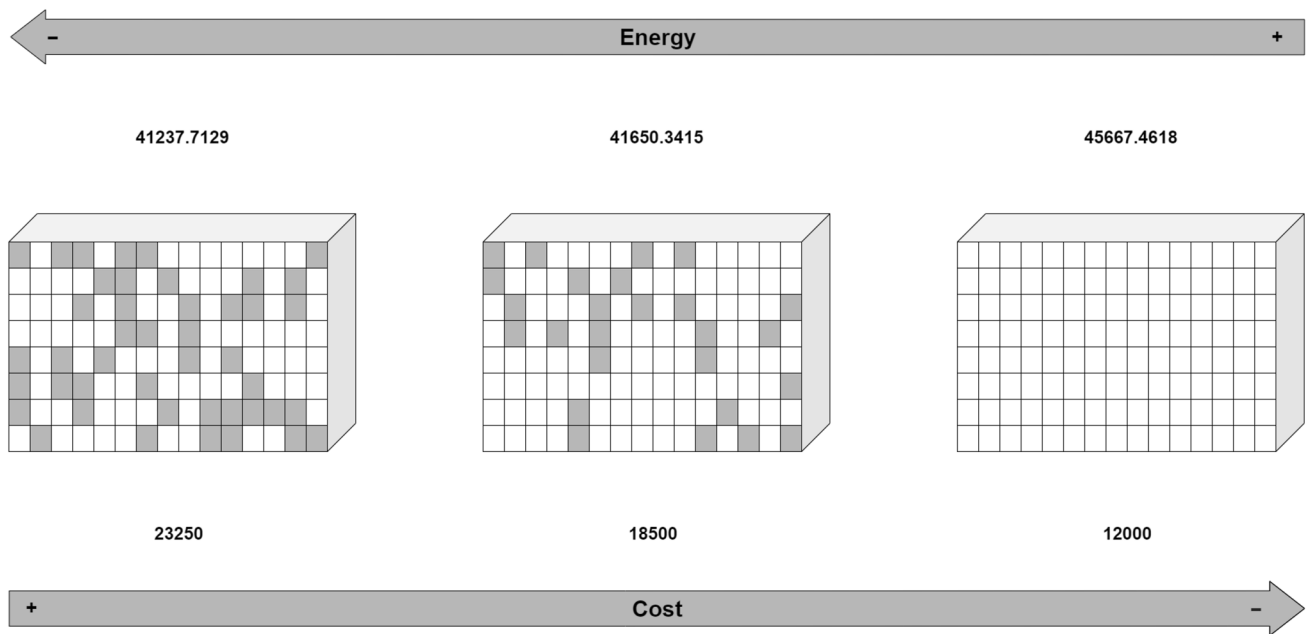 – Energy +
41237.7129 41650.3415 45667.4618
23250 18500 12000
+ Cost –